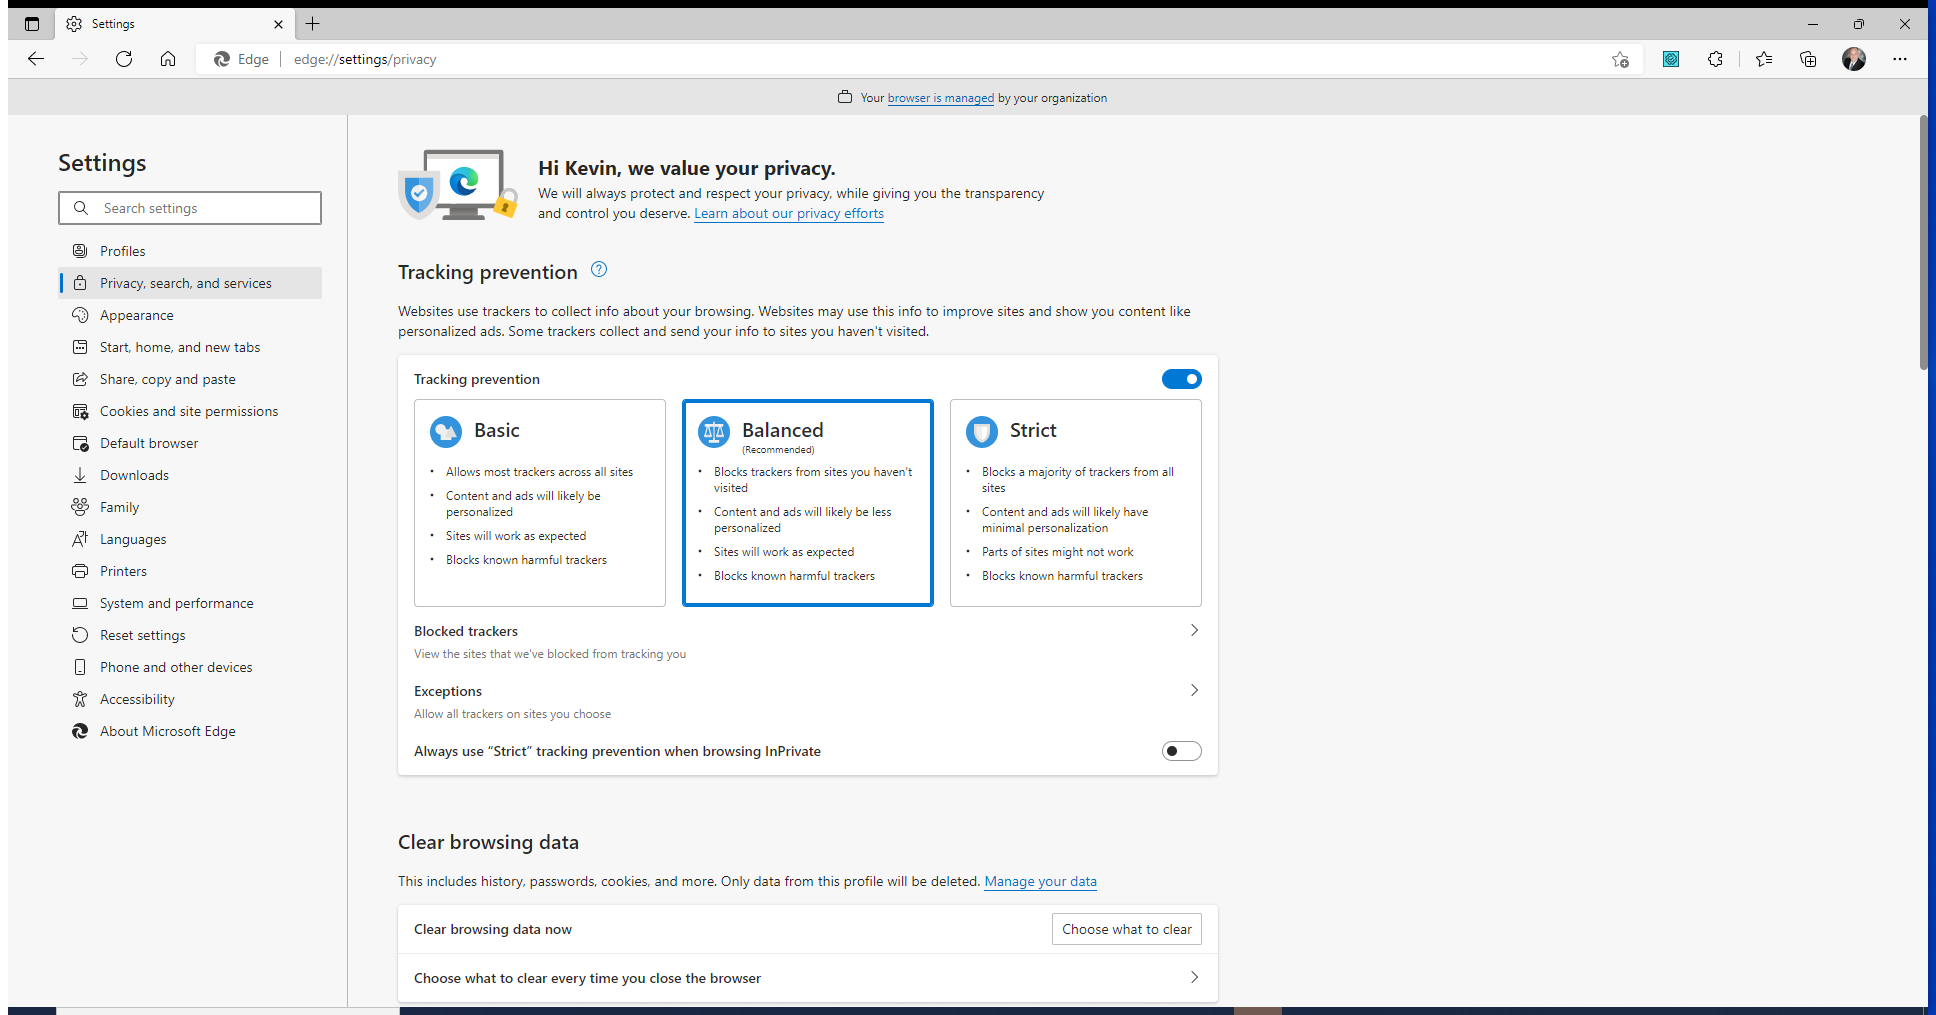 Settings
Edge
edge://settings/privacy
Your browser is managed by your organization
Settings
Search settings
Profiles
Privacy, search, and services
Appearance
Start, home, and new tabs
Share, copy and paste
Cookies and site permissions
Default browser
Downloads
Family
Languages
Printers
System and performance
Reset settings
Phone and other devices
Accessibility
About Microsoft Edge
Hi Kevin, we value your privacy.
We will always protect and respect your privacy, while giving you the transparency
and control you deserve. Learn about our privacy efforts
Tracking prevention
Websites use trackers to collect info about your browsing. Websites may use this info to improve sites and show you content like
personalized ads. Some trackers collect and send your info to sites you haven't visited.
Tracking prevention
Basic
• Allows most trackers across all sites
• Content and ads will likely be
personalized
• Sites will work as expected
• Blocks known harmful trackers
Balanced
(Recommended)
• Blocks trackers from sites you haven't
visited
• Content and ads will likely be less
personalized
• Sites will work as expected
• Blocks known harmful trackers
Strict
• Blocks a majority of trackers from all
sites
• Content and ads will likely have
minimal personalization
• Parts of sites might not work
• Blocks known harmful trackers
Blocked trackers
View the sites that we've blocked from tracking you
Exceptions
Allow all trackers on sites you choose
Always use “Strict” tracking prevention when browsing InPrivate
Clear browsing data
This includes history, passwords, cookies, and more. Only data from this profile will be deleted. Manage your data
Clear browsing data now
Choose what to clear
Choose what to clear every time you close the browser